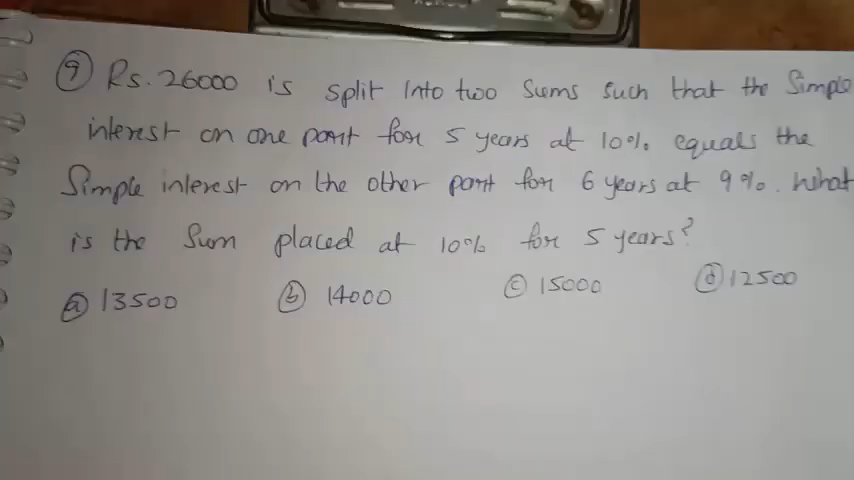 9 Rs. 26000 is split into two sums such that the Simple
interest on one part for 5 years at 10%. equals the
Simple interest on the other part for 6 years at 9%. What
is the Sum placed at 10% for 5 years?
a 13500 b 14000 c 15000 d 12500